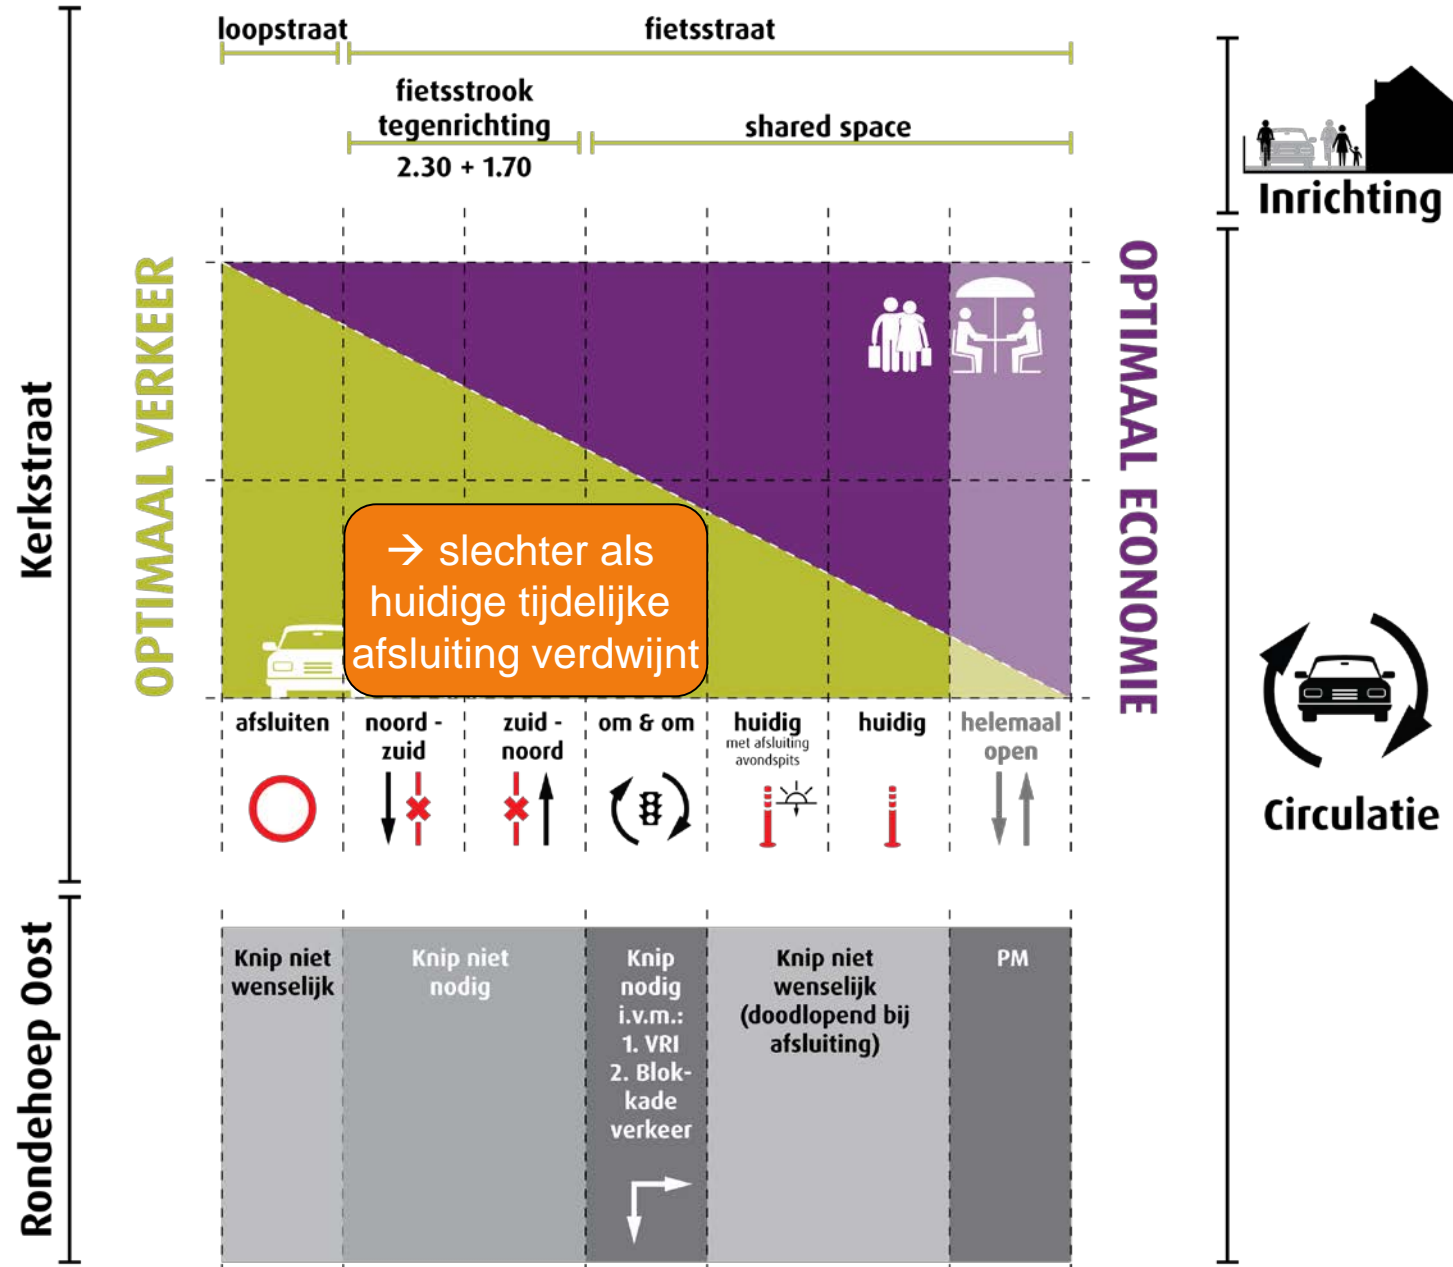 loopstraat
fietsstraat
fietsstrook
tegenrichting
2.30 + 1.70
shared space
Inrichting
Kerkstraat
OPTIMAAL VERKEER
OPTIMAAL ECONOMIE
→ slechter als
huidige tijdelijke
afsluiting verdwijnt
afsluiten
noord -
zuid
zuid -
noord
om & om
huidig
met afsluiting
avondspits
huidig
helemaal
open
Circulatie
Rondehoep Oost
Knip niet
wenselijk
Knip niet
nodig
Knip
nodig
i.v.m.:
1. VRI
2. Blok-
kade
verkeer
Knip niet
wenselijk
(doodlopend bij
afsluiting)
PM